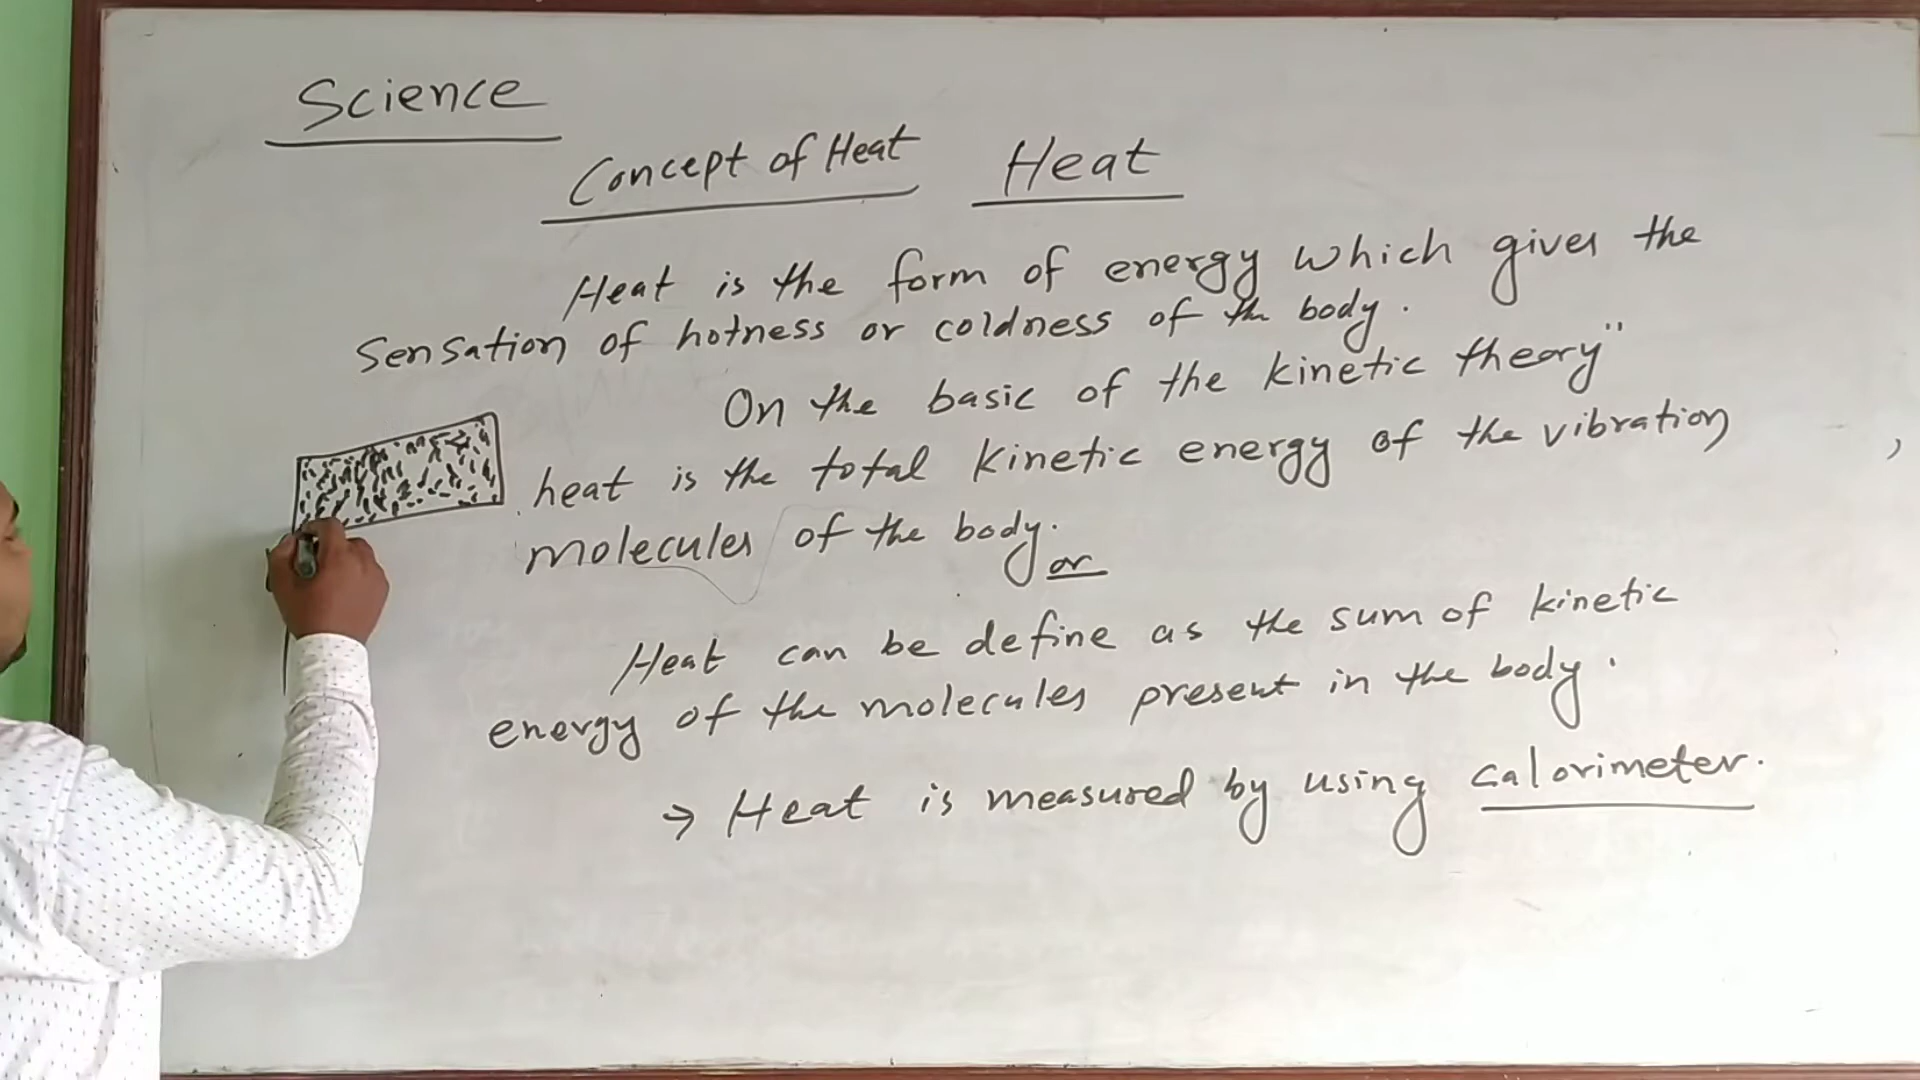 Science
Concept of Heat Heat
Heat is the form of energy which gives the
Sensation of hotness or coldness of the body.
On the basic of the kinetic theory"
heat is the total kinetic energy of the vibration,
molecules of the body.
or
Heat can be define as the sum of kinetic
energy of the molecules present in the body.
→ Heat is measured by using calorimeter.